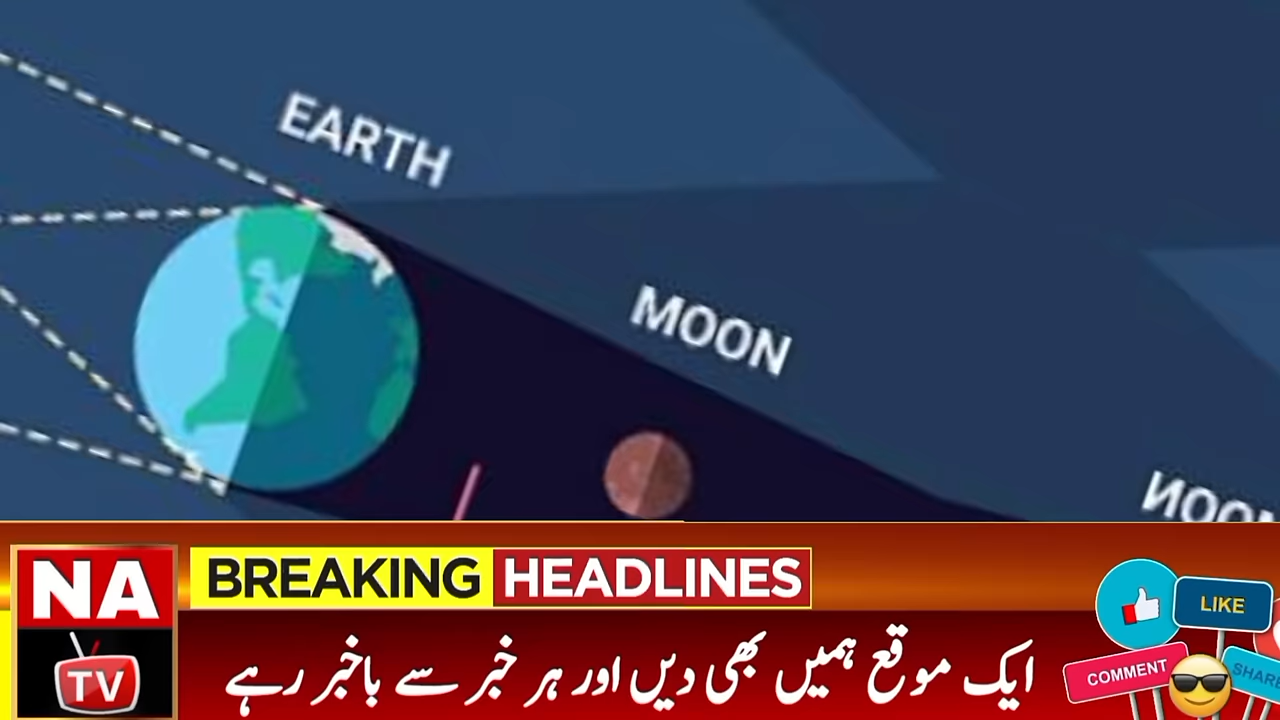 EARTH
MOON
NA
TV
BREAKING HEADLINES
ایک موقع ہمیں بھی دیں اور ہر خبر سے باخبر رہے
LIKE
COMMENT
SHARE